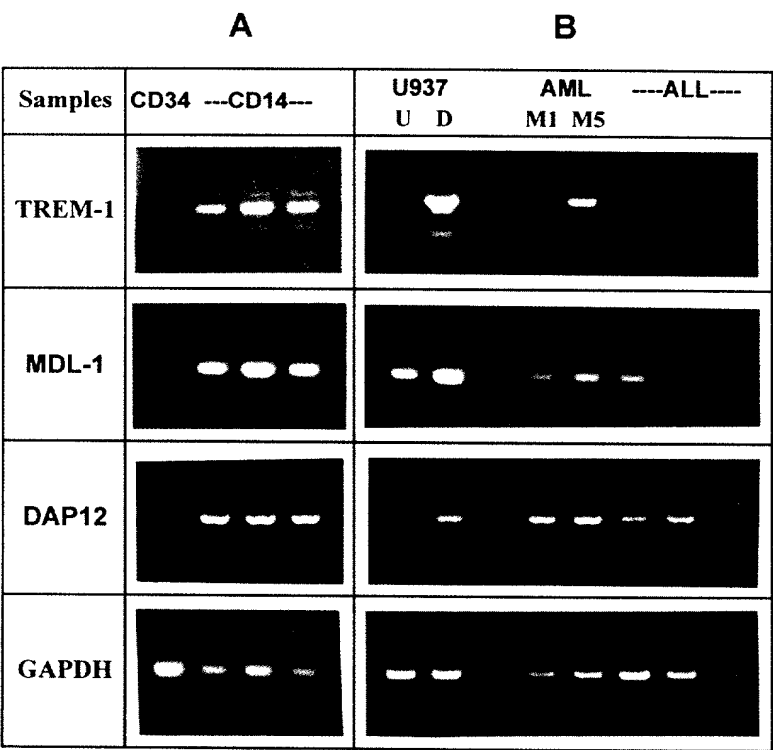 A B
Samples CD34 ---CD14--- U937 AML ----ALL----
U D M1 M5
TREM-1
MDL-1
DAP12
GAPDH